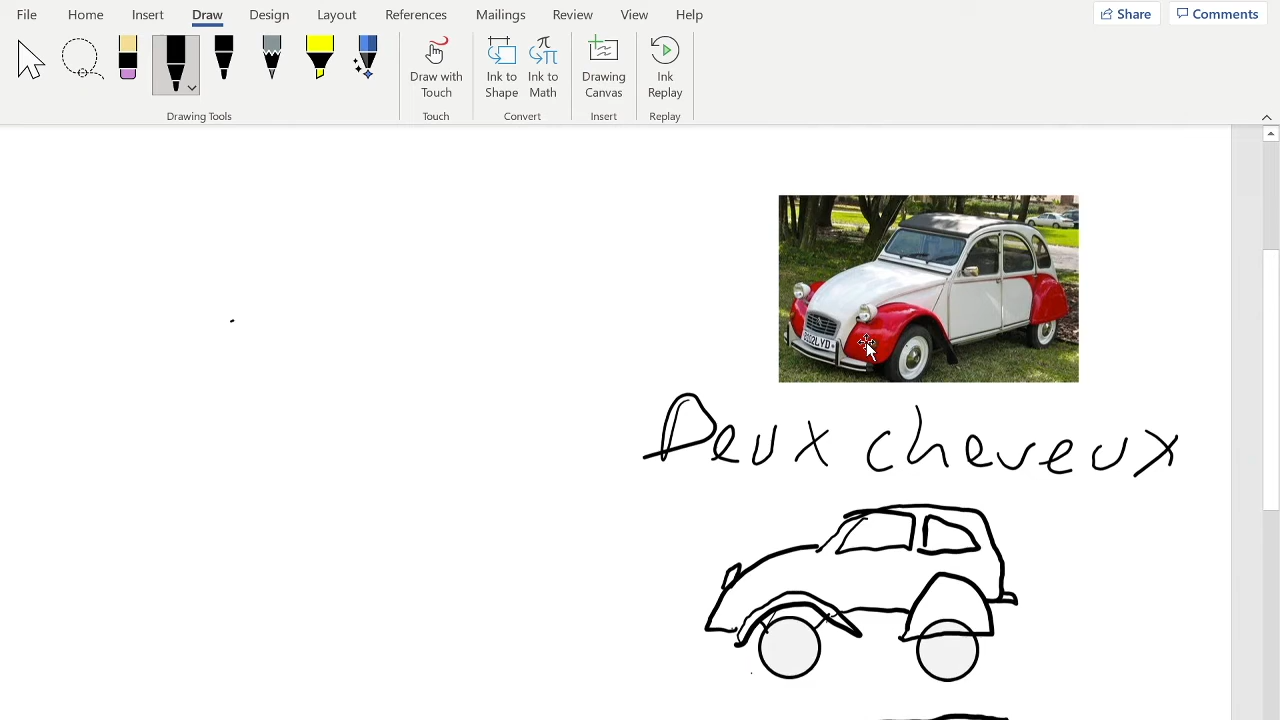 File Home Insert Draw Design Layout References Mailings Review View Help Share Comments
Draw with Touch
Ink to Shape
Ink to Math
Drawing Canvas
Ink Replay
Drawing Tools Touch Convert Insert Replay
Deux cheveux